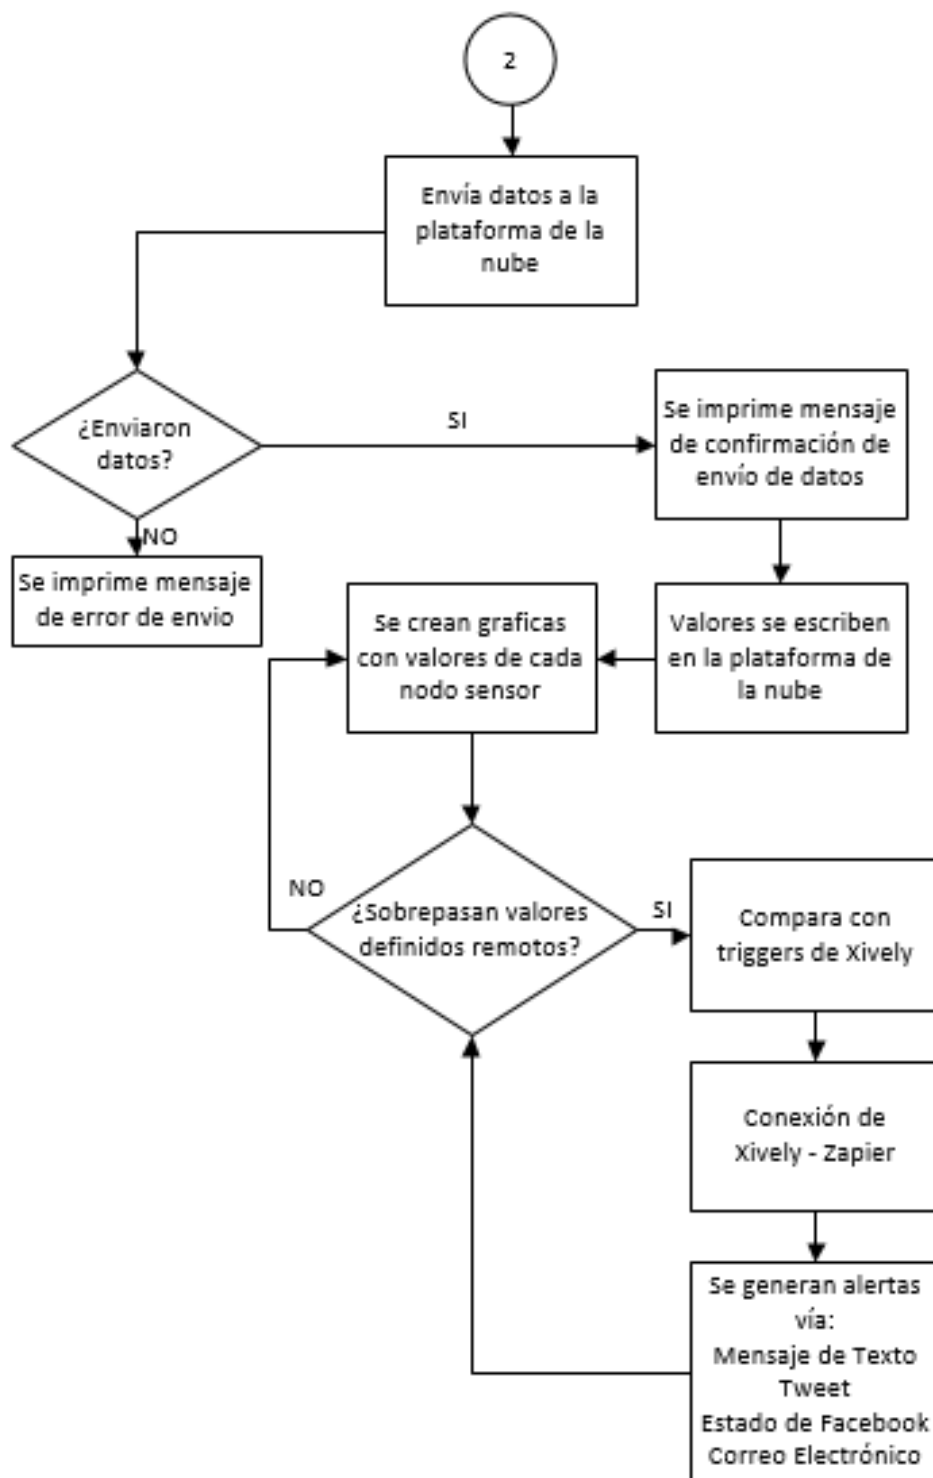 2
Envía datos a la
plataforma de la
nube
¿Enviaron
datos?
SI
Se imprime mensaje
de confirmación de
envío de datos
NO
Se imprime mensaje
de error de envio
Se crean graficas
con valores de cada
nodo sensor
Valores se escriben
en la plataforma de
la nube
NO
¿Sobrepasan valores
definidos remotos?
SI
Compara con
triggers de Xively
Conexión de
Xively - Zapier
Se generan alertas
vía:
Mensaje de Texto
Tweet
Estado de Facebook
Correo Electrónico